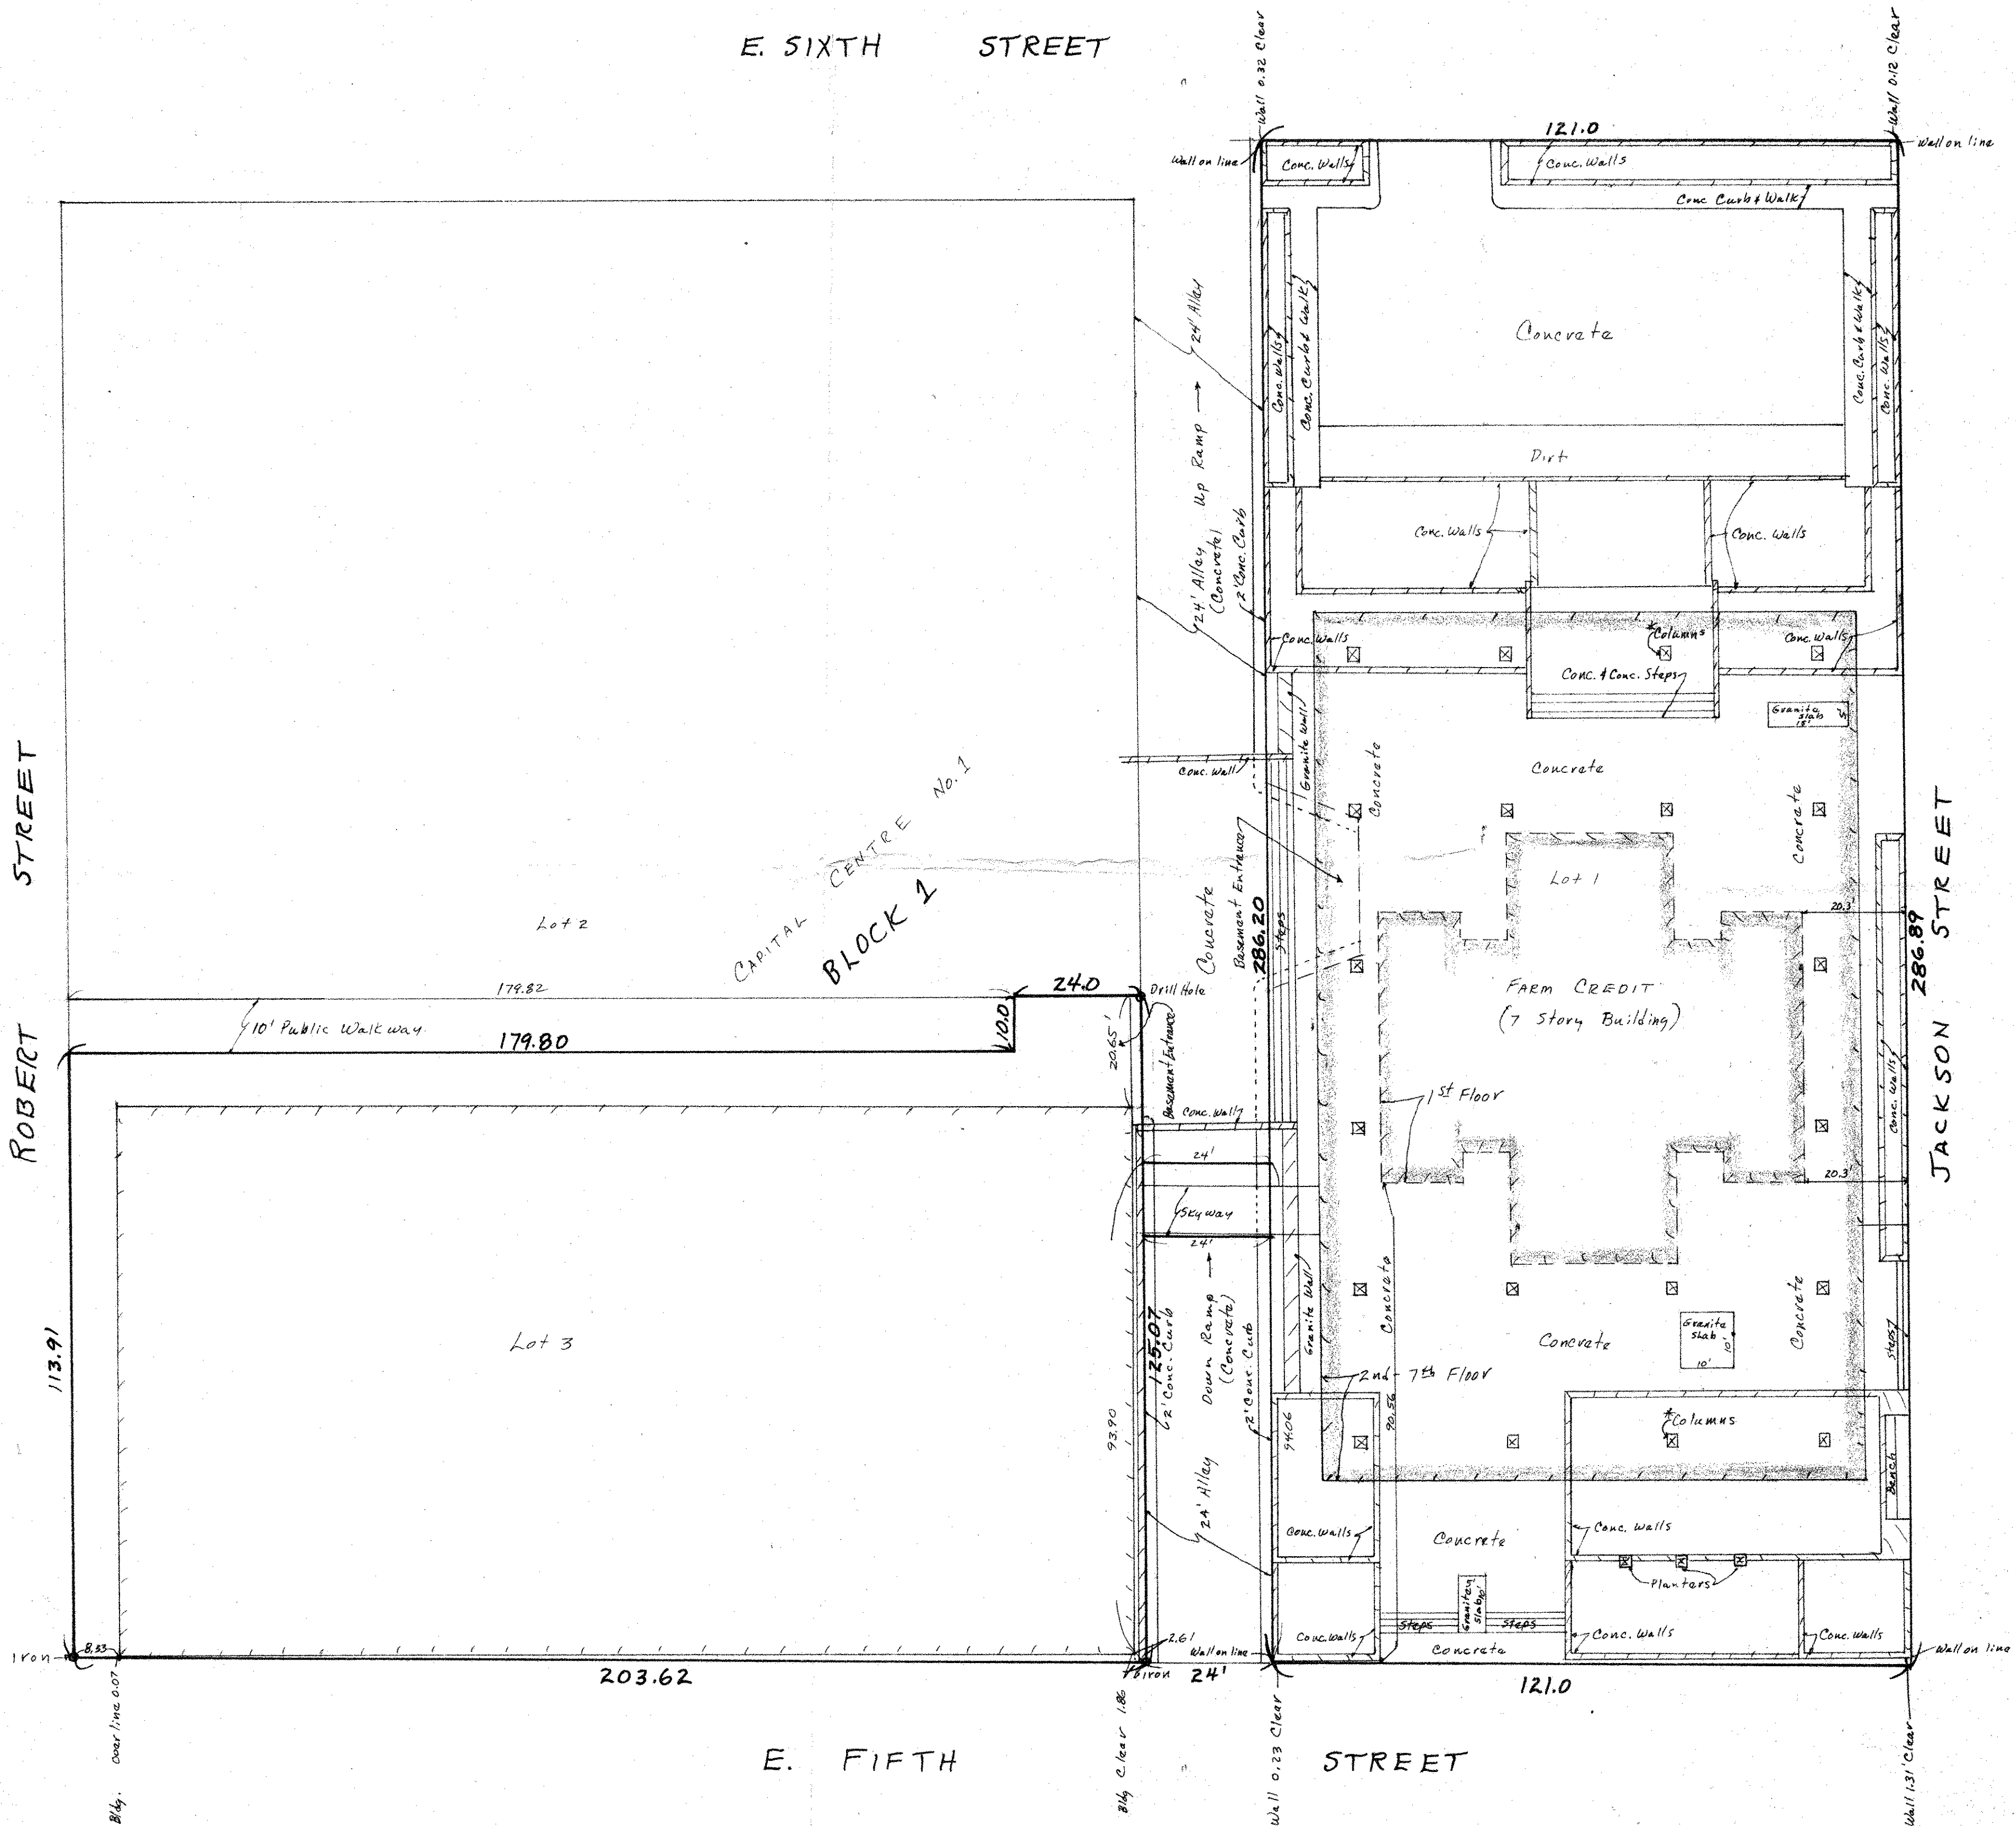 E. SIXTH STREET
Wall 0.32 Clear
Wall 0.12 Clear
121.0
Wall on line
Wall on line
Conc. Walls
Conc. Walls
Conc Curb & Walk
24' Alley
Conc. Walls
Conc. Curb & Walk
Concrete
Conc. Curb & Walk
Conc Walls
Dirt
24' Alley Up Ramp
(Concrete)
2' Conc. Curb
Conc. Walls
Conc. Walls
Conc. Walls
*Columns
Conc. Walls
Conc. & Conc. Steps
Granite
slab
15'
5'
Granite Wall
Conc. Wall
Concrete
Concrete
Concrete
ROBERT STREET
JACKSON STREET
CAPITAL CENTRE No. 1
BLOCK 1
Lot 2
Lot 1
Concrete
Basement Entrance
286.20
Steps
20.3'
286.89
179.82
24.0
Drill Hole
10' Public Walkway
179.80
10.0
20.65'
Basement Entrance
FARM CREDIT
(7 Story Building)
1st Floor
Conc. Walls
Conc. Wall
24'
20.3'
Skyway
24'
Granite Wall
Concrete
Concrete
Granite
slab
10'
10'
Concrete
Steps
Lot 3
113.91
125.07
2' Conc. Curb
Down Ramp
(Concrete)
2' Conc. Curb
24' Alley
93.90
94.06
90.56
2nd - 7th Floor
*Columns
Bench
Conc. Walls
Concrete
Conc. Walls
Planters
Granite
slab
10'
Steps
Steps
Conc. Walls
Concrete
Conc. Walls
Conc. Walls
Iron
8.33
2.61
Wall on line
Iron
Wall on line
203.62
24'
121.0
Bldg. Over line 0.07
Bldg Clear 1.86
Wall 0.23 Clear
Wall 1.31' Clear
E. FIFTH STREET